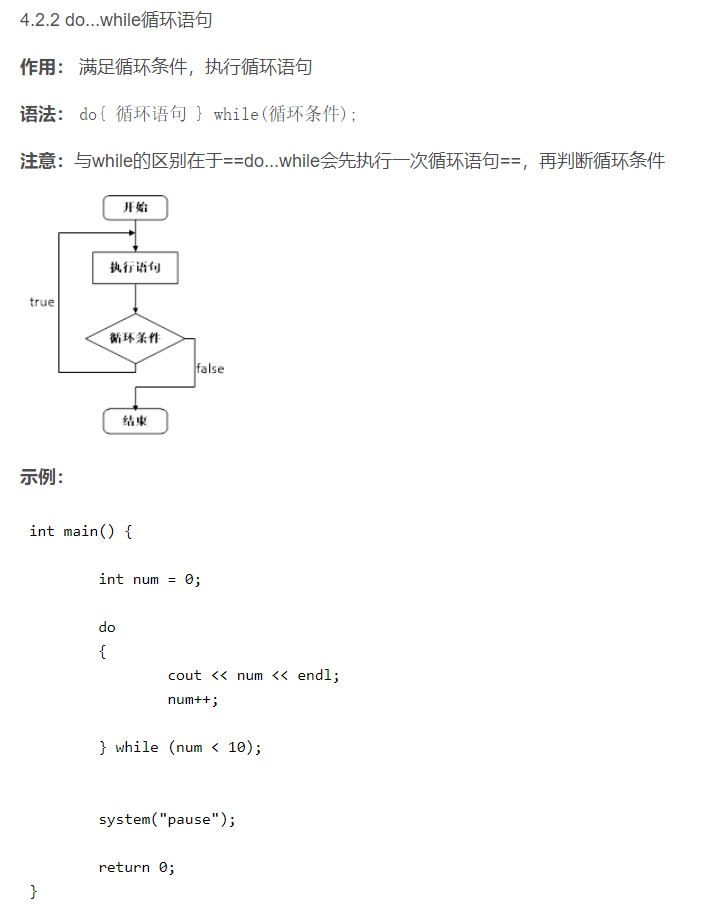 4.2.2 do...while循环语句
作用： 满足循环条件，执行循环语句
语法： do{ 循环语句 } while(循环条件);
注意：与while的区别在于==do...while会先执行一次循环语句==，再判断循环条件
开始
执行语句
true
循环条件
false
结束
示例：
int main() {
int num = 0;
do
{
cout << num << endl;
num++;
} while (num < 10);
system("pause");
return 0;
}